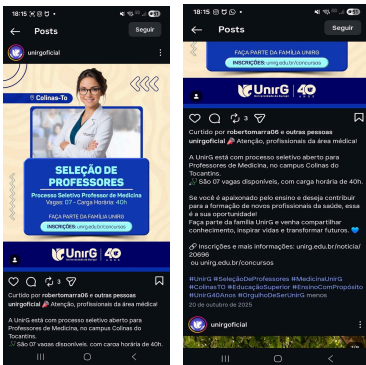 18:15
Posts
Seguir
unirgoficial
Colinas-To
SELEÇÃO DE
PROFESSORES
Processo Seletivo Professor de Medicina
Vagas: 07 - Carga Horária: 40h
FAÇA PARTE DA FAMÍLIA UNIRG
INSCRIÇÕES: unirg.edu.br/concursos
UnirG
40
ANOS
3
Curtido por robertomarra06 e outras pessoas
unirgoficial 🎤 Atenção, profissionais da área médica!
A UnirG está com processo seletivo aberto para
Professores de Medicina, no campus Colinas do
Tocantins.
São 07 vagas disponíveis, com carga horária de 40h.
18:15
Posts
Seguir
FAÇA PARTE DA FAMÍLIA UNIRG
INSCRIÇÕES: unirg.edu.br/concursos
UnirG
40
ANOS
3
Curtido por robertomarra06 e outras pessoas
unirgoficial Atenção, profissionais da área médica!
A UnirG está com processo seletivo aberto para
Professores de Medicina, no campus Colinas do
Tocantins.
São 07 vagas disponíveis, com carga horária de 40h.
Se você é apaixonado pelo ensino e deseja contribuir
para a formação de novos profissionais da saúde, essa
é a sua oportunidade!
Faça parte da família UnirG e venha compartilhar
conhecimento, inspirar vidas e transformar futuros. 💙
🔗 Inscrições e mais informações: unirg.edu.br/noticia/
20696
ou unirg.edu.br/concursos
#UnirG #SeleçãoDeProfessores #MedicinaUnirG
#ColinasTO #EducaçãoSuperior #EnsinoComPropósito
#UnirG40Anos #OrgulhoDeSerUnirG menos
20 de outubro de 2025
unirgoficial